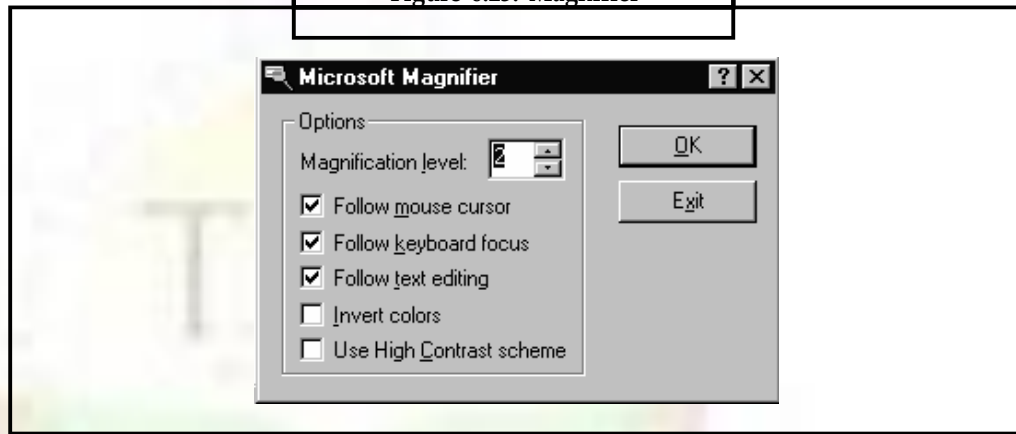 Magnifier
Microsoft Magnifier
Options
Magnification level: 2
Follow mouse cursor
Follow keyboard focus
Follow text editing
Invert colors
Use High Contrast scheme
OK
Exit